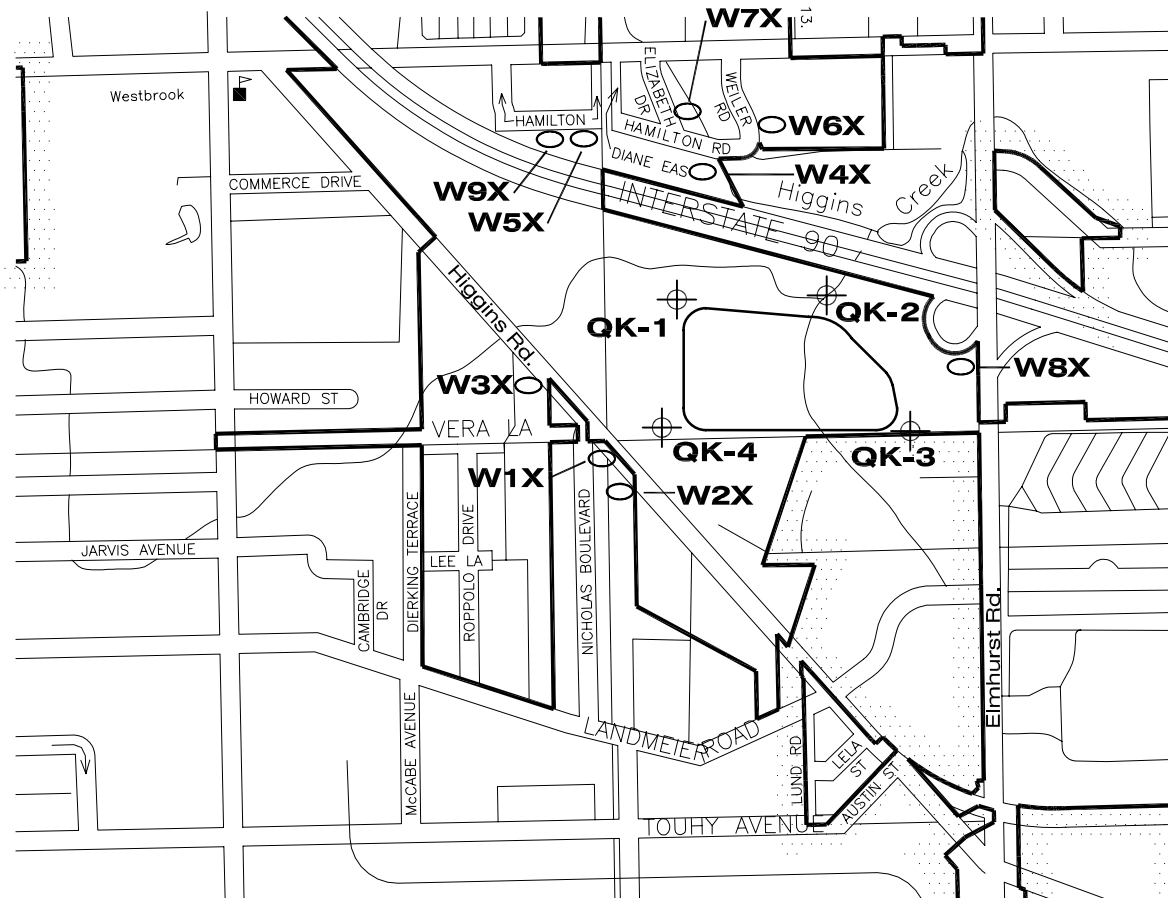 W7X
13.
ELIZABETH
DR
WEILER
RD
Westbrook
HAMILTON
HAMILTON RD
W6X
DIANE EAS
W4X
COMMERCE DRIVE
W9X
W5X
Higgins
Creek
INTERSTATE 90
Higgins Rd.
QK-1
QK-2
W8X
W3X
HOWARD ST
VERA LA
QK-4
QK-3
W1X
W2X
JARVIS AVENUE
CAMBRIDGE
DR
DIERKING TERRACE
LEE LA
ROPPOLO DRIVE
NICHOLAS BOULEVARD
Elmhurst Rd.
McCABE AVENUE
LANDMEIER ROAD
LUND RD
LELA
ST
AUSTIN ST
TOUHY AVENUE